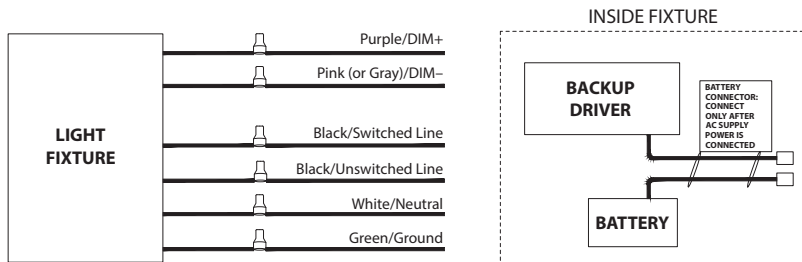 INSIDE FIXTURE
LIGHT
FIXTURE
Purple/DIM+
Pink (or Gray)/DIM–
Black/Switched Line
Black/Unswitched Line
White/Neutral
Green/Ground
BACKUP
DRIVER
BATTERY
CONNECTOR:
CONNECT
ONLY AFTER
AC SUPPLY
POWER IS
CONNECTED
BATTERY